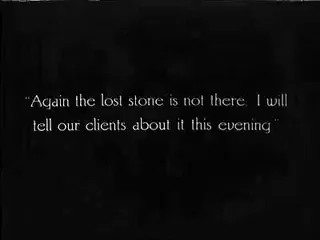 "Again the lost stone is not there. I will
tell our clients about it this evening"